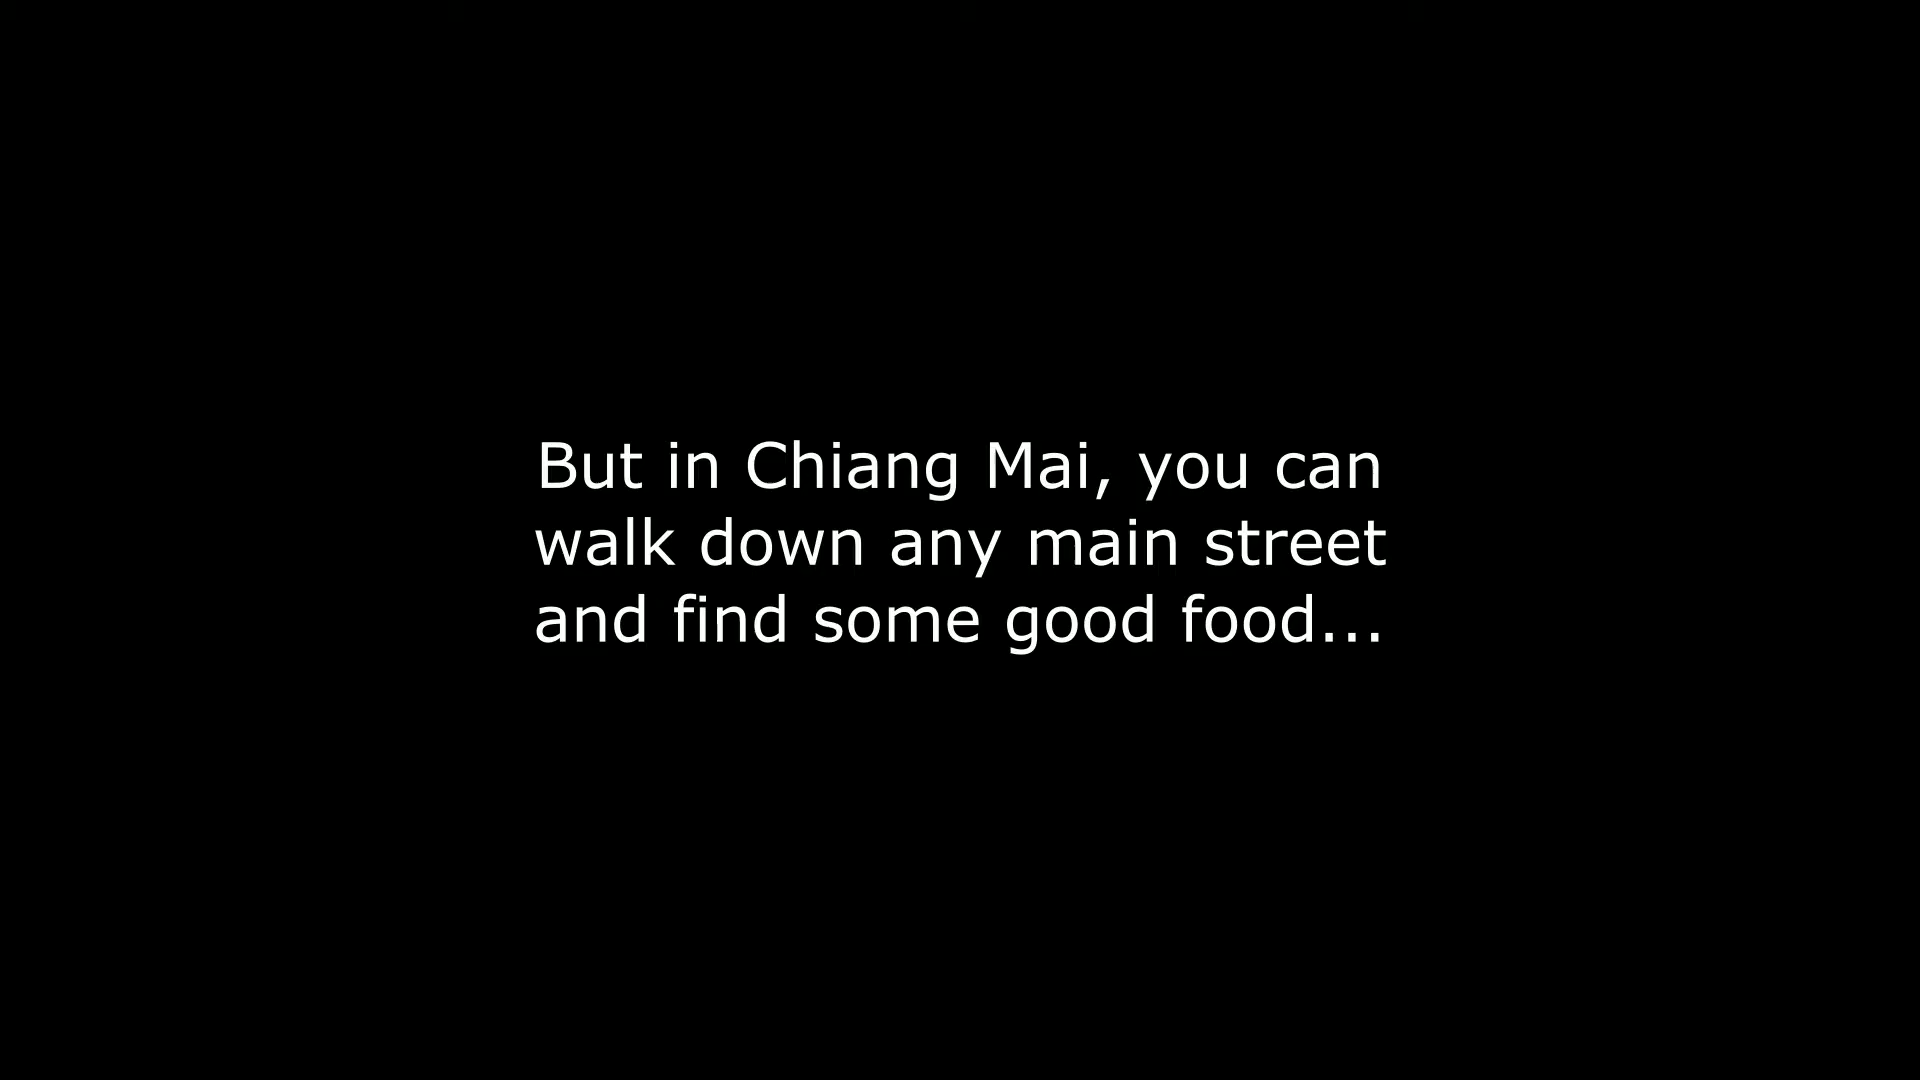 But in Chiang Mai, you can
walk down any main street
and find some good food...